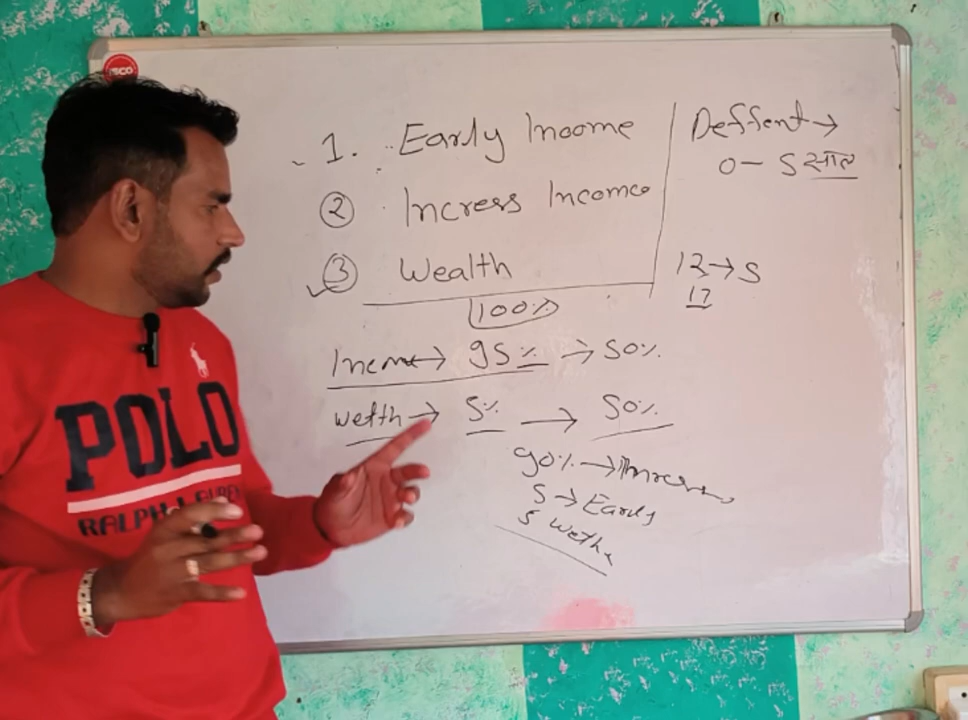 1. Early Income
② Incress Income
③ Wealth
100%
Deffent →
0 - 5 साल
12 → 5
17
Income → 95% → 50%
Welth → 5% → 50%
90% →
5 → Early
5 Welth
POLO
RALPH LAUREN